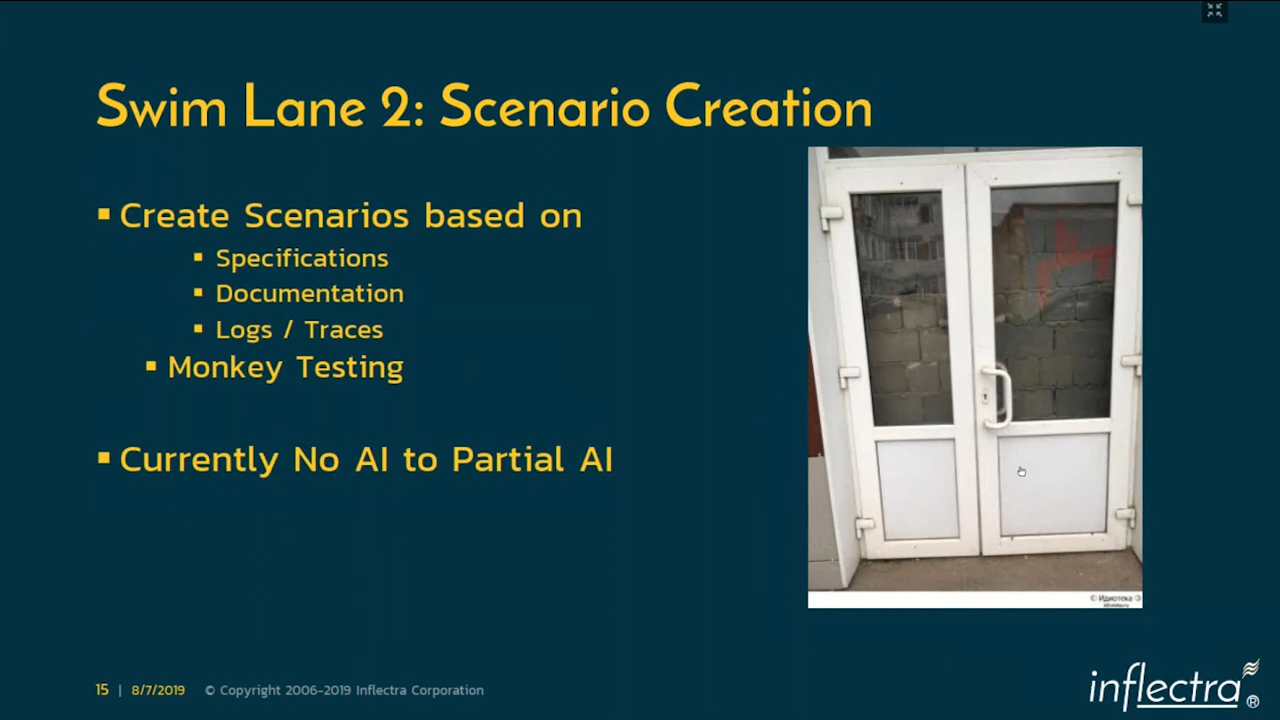 Swim Lane 2: Scenario Creation
Create Scenarios based on
Specifications
Documentation
Logs / Traces
Monkey Testing
Currently No AI to Partial AI
© Идиотека
15 | 8/7/2019 © Copyright 2006-2019 Inflectra Corporation
inflectra®